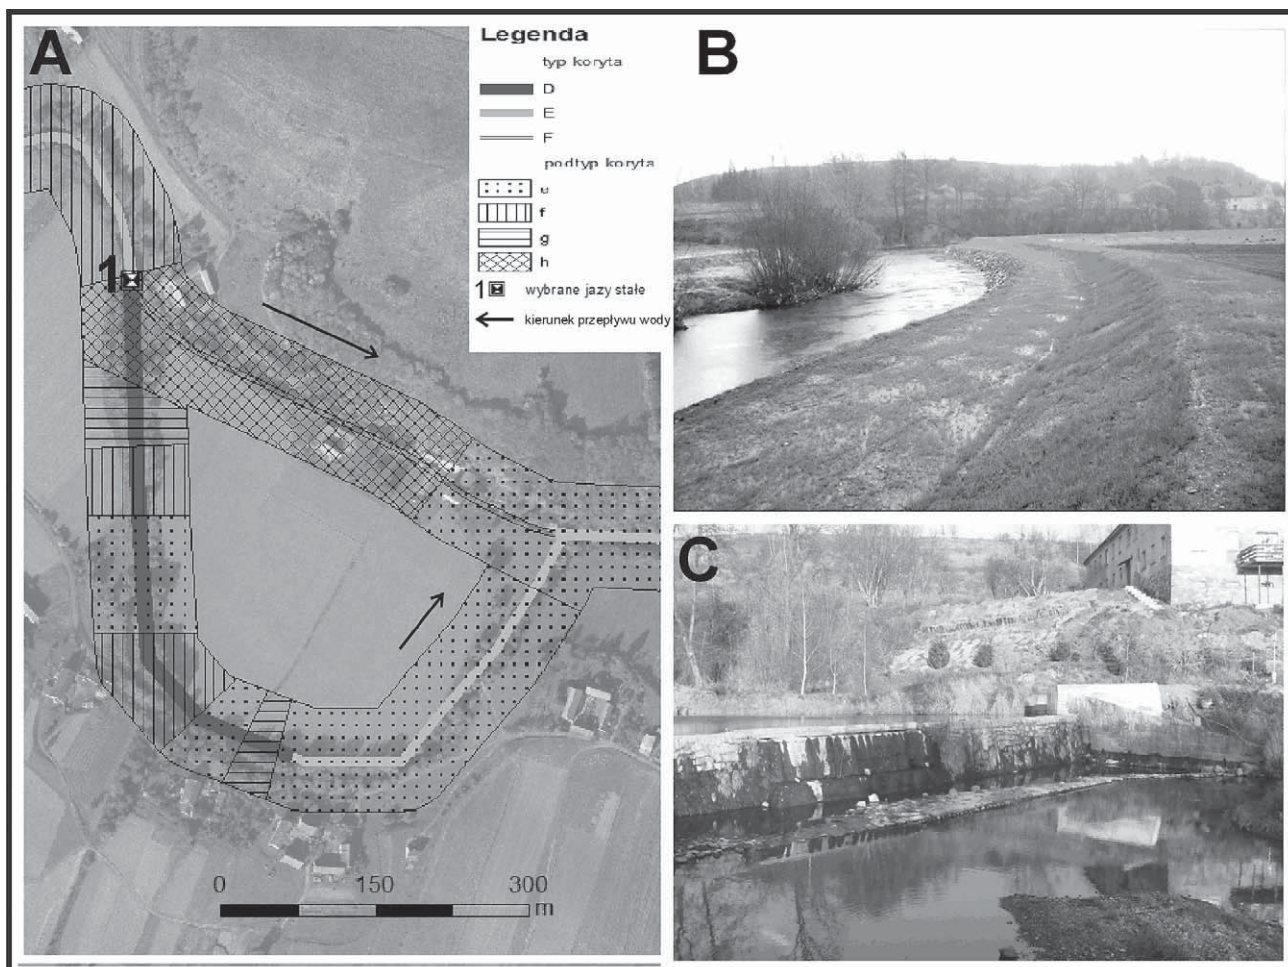 A
Legenda
typ koryta
D
E
F
podtyp koryta
e
f
g
h
1 wybrane jazy stałe
kierunek przepływu wody
1
0 150 300
m
B
C